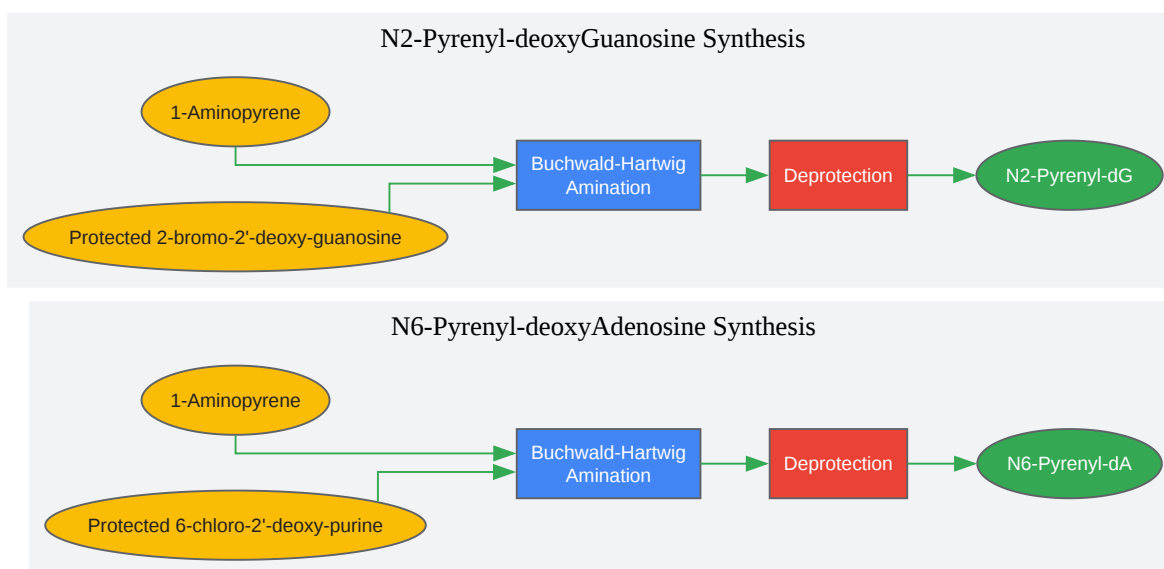 N2-Pyrenyl-deoxyGuanosine Synthesis
1-Aminopyrene
Protected 2-bromo-2'-deoxy-guanosine
Buchwald-Hartwig
Amination
Deprotection
N2-Pyrenyl-dG
N6-Pyrenyl-deoxyAdenosine Synthesis
1-Aminopyrene
Protected 6-chloro-2'-deoxy-purine
Buchwald-Hartwig
Amination
Deprotection
N6-Pyrenyl-dA